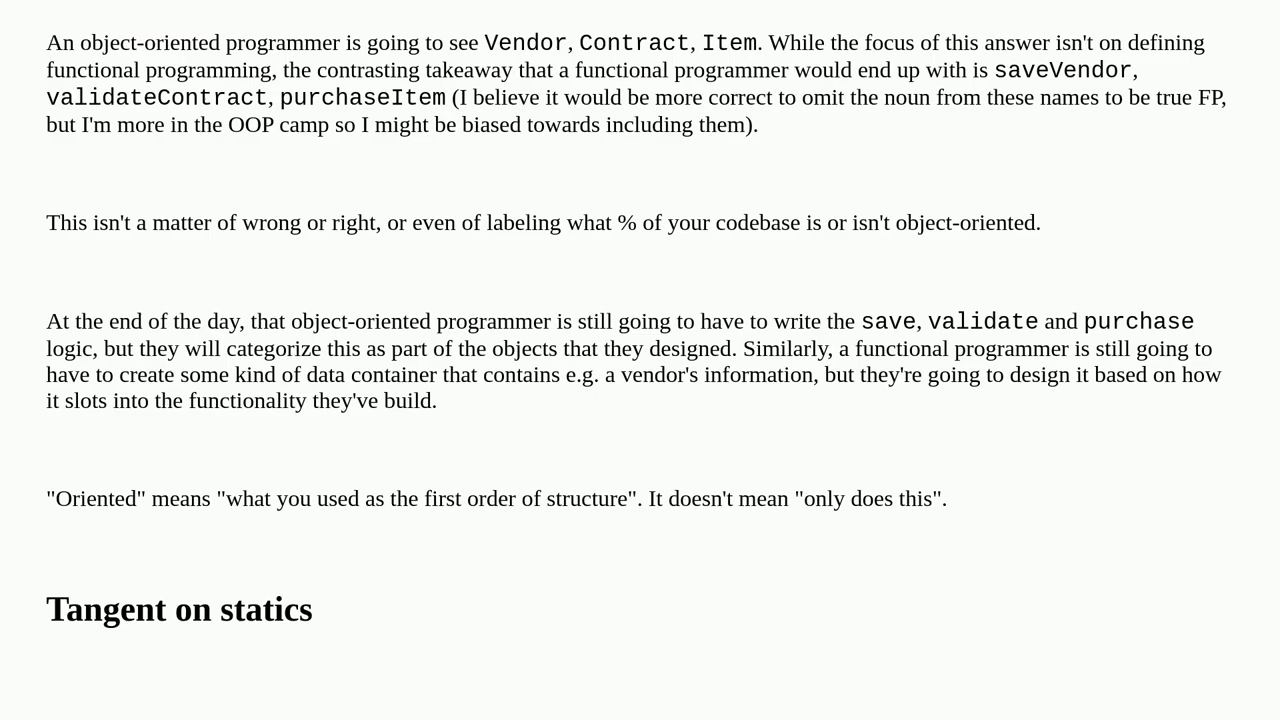 An object-oriented programmer is going to see Vendor, Contract, Item. While the focus of this answer isn't on defining
functional programming, the contrasting takeaway that a functional programmer would end up with is saveVendor,
validateContract, purchaseItem (I believe it would be more correct to omit the noun from these names to be true FP,
but I'm more in the OOP camp so I might be biased towards including them).
This isn't a matter of wrong or right, or even of labeling what % of your codebase is or isn't object-oriented.
At the end of the day, that object-oriented programmer is still going to have to write the save, validate and purchase
logic, but they will categorize this as part of the objects that they designed. Similarly, a functional programmer is still going to
have to create some kind of data container that contains e.g. a vendor's information, but they're going to design it based on how
it slots into the functionality they've build.
"Oriented" means "what you used as the first order of structure". It doesn't mean "only does this".
Tangent on statics